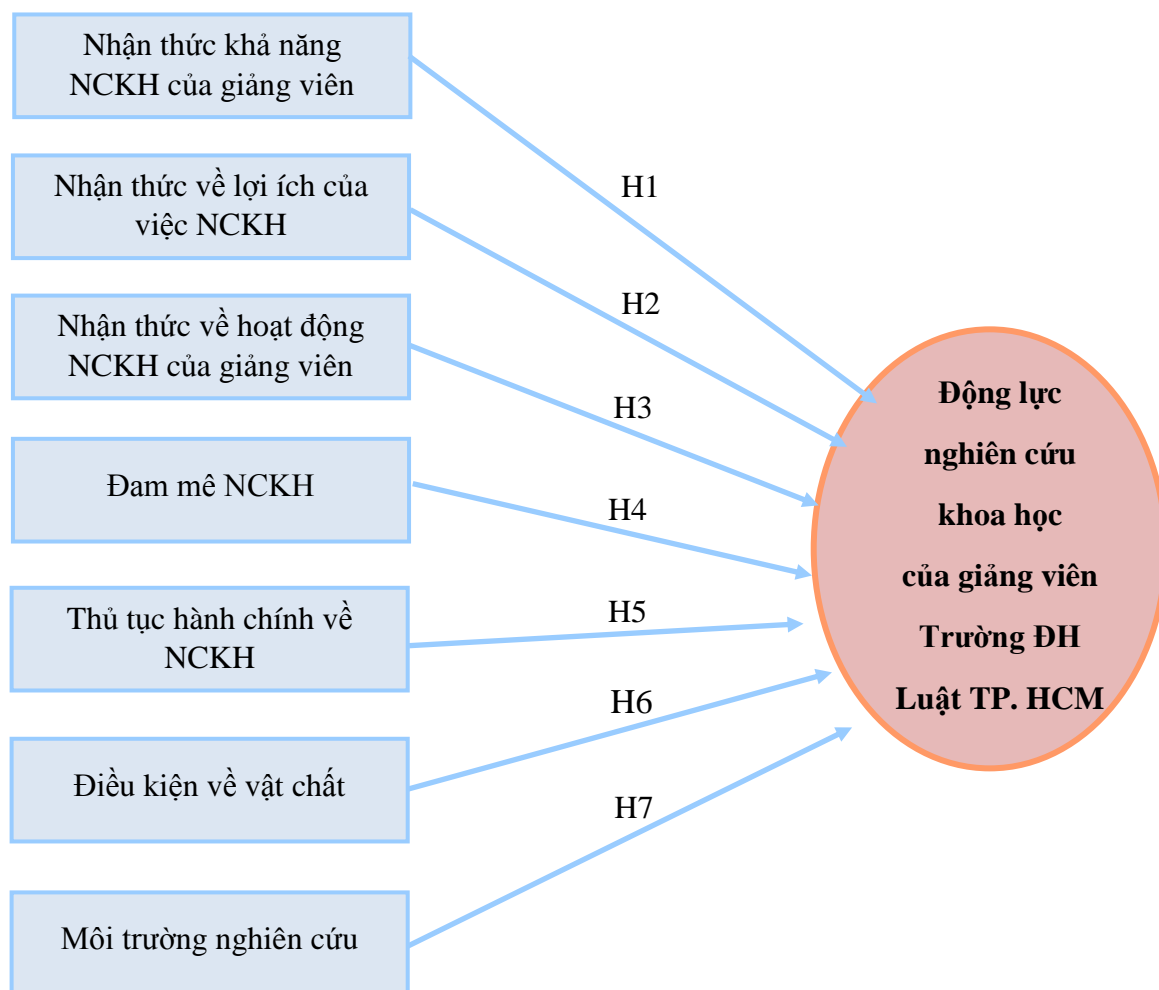 Nhận thức khả năng
NCKH của giảng viên
H1
Nhận thức về lợi ích của
việc NCKH
H2
Nhận thức về hoạt động
NCKH của giảng viên
H3
Đam mê NCKH
H4
Thủ tục hành chính về
NCKH
H5
Điều kiện về vật chất
H6
Môi trường nghiên cứu
H7
Động lực
nghiên cứu
khoa học
của giảng viên
Trường ĐH
Luật TP. HCM